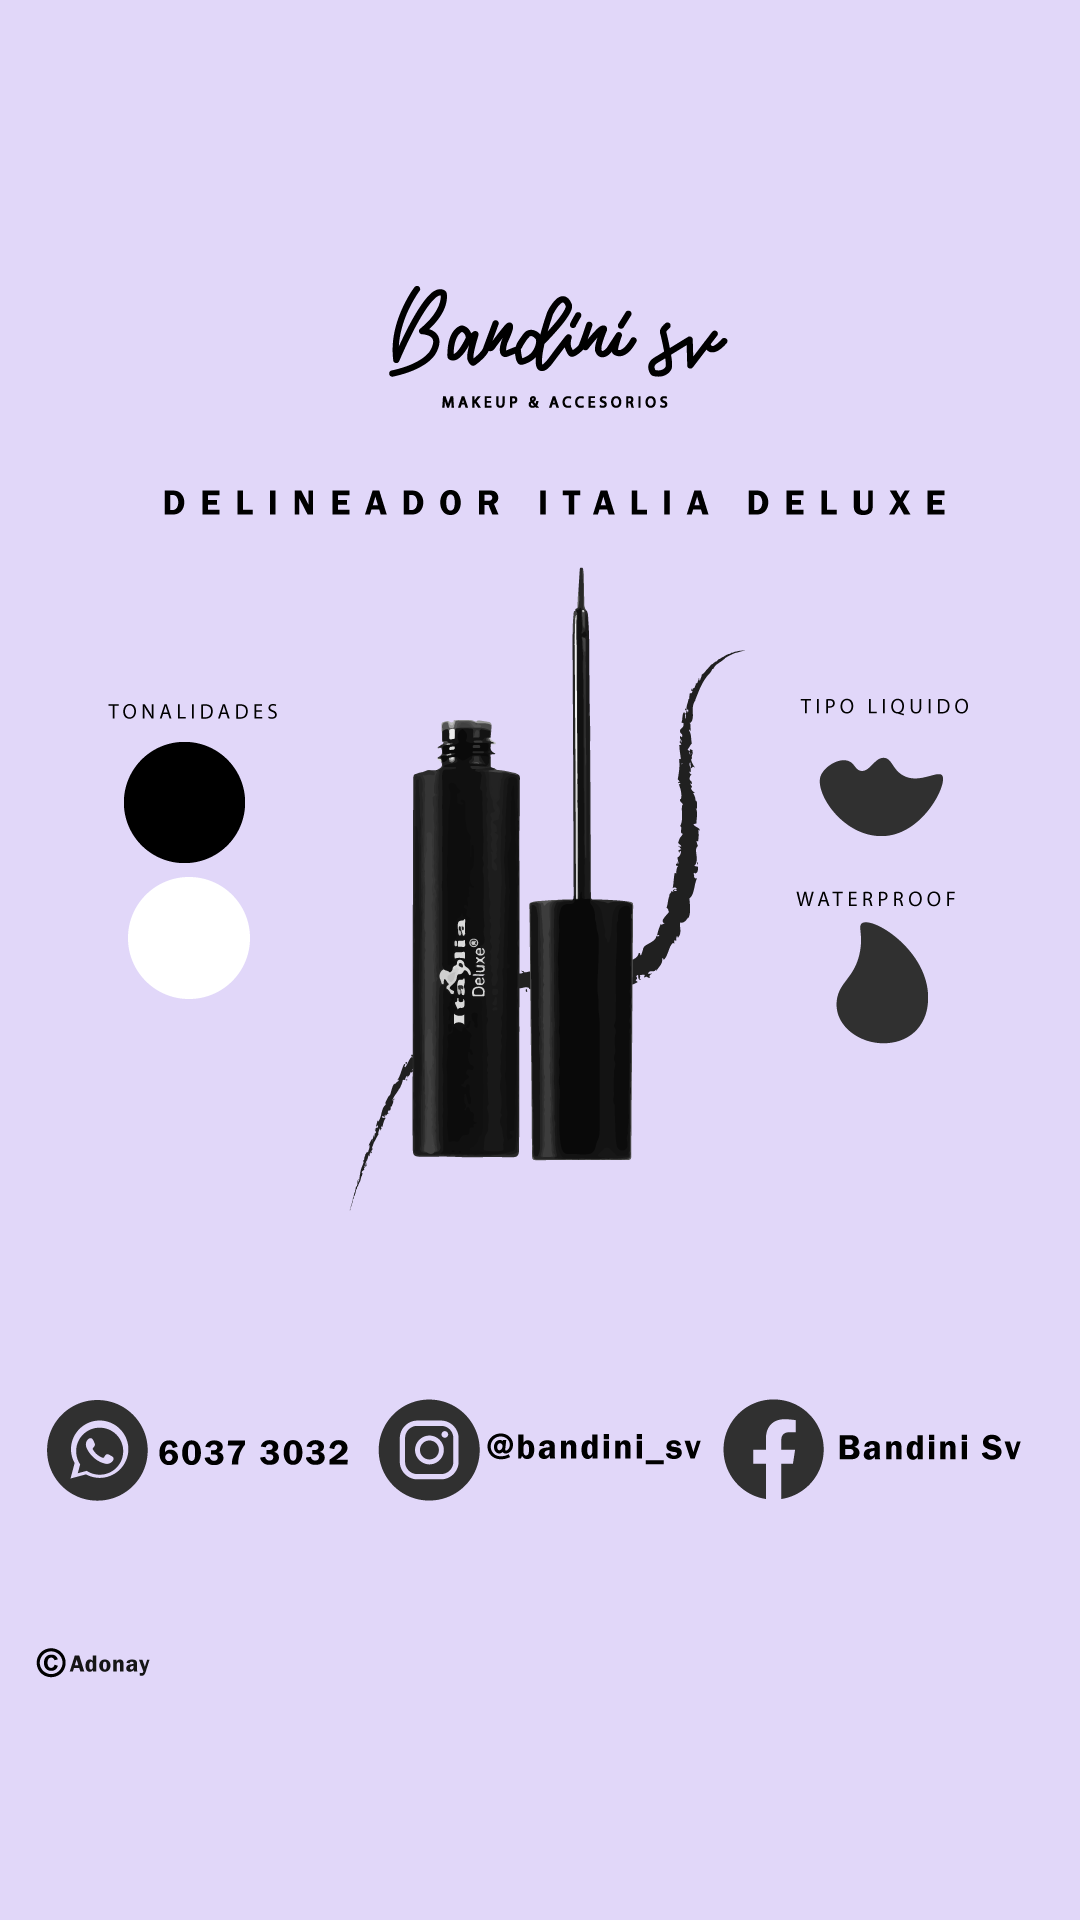 Bandini sv
MAKEUP & ACCESORIOS
DELINEADOR ITALIA DELUXE
TONALIDADES
TIPO LIQUIDO
WATERPROOF
Italia
Deluxe®
6037 3032
@bandini_sv
Bandini Sv
© Adonay